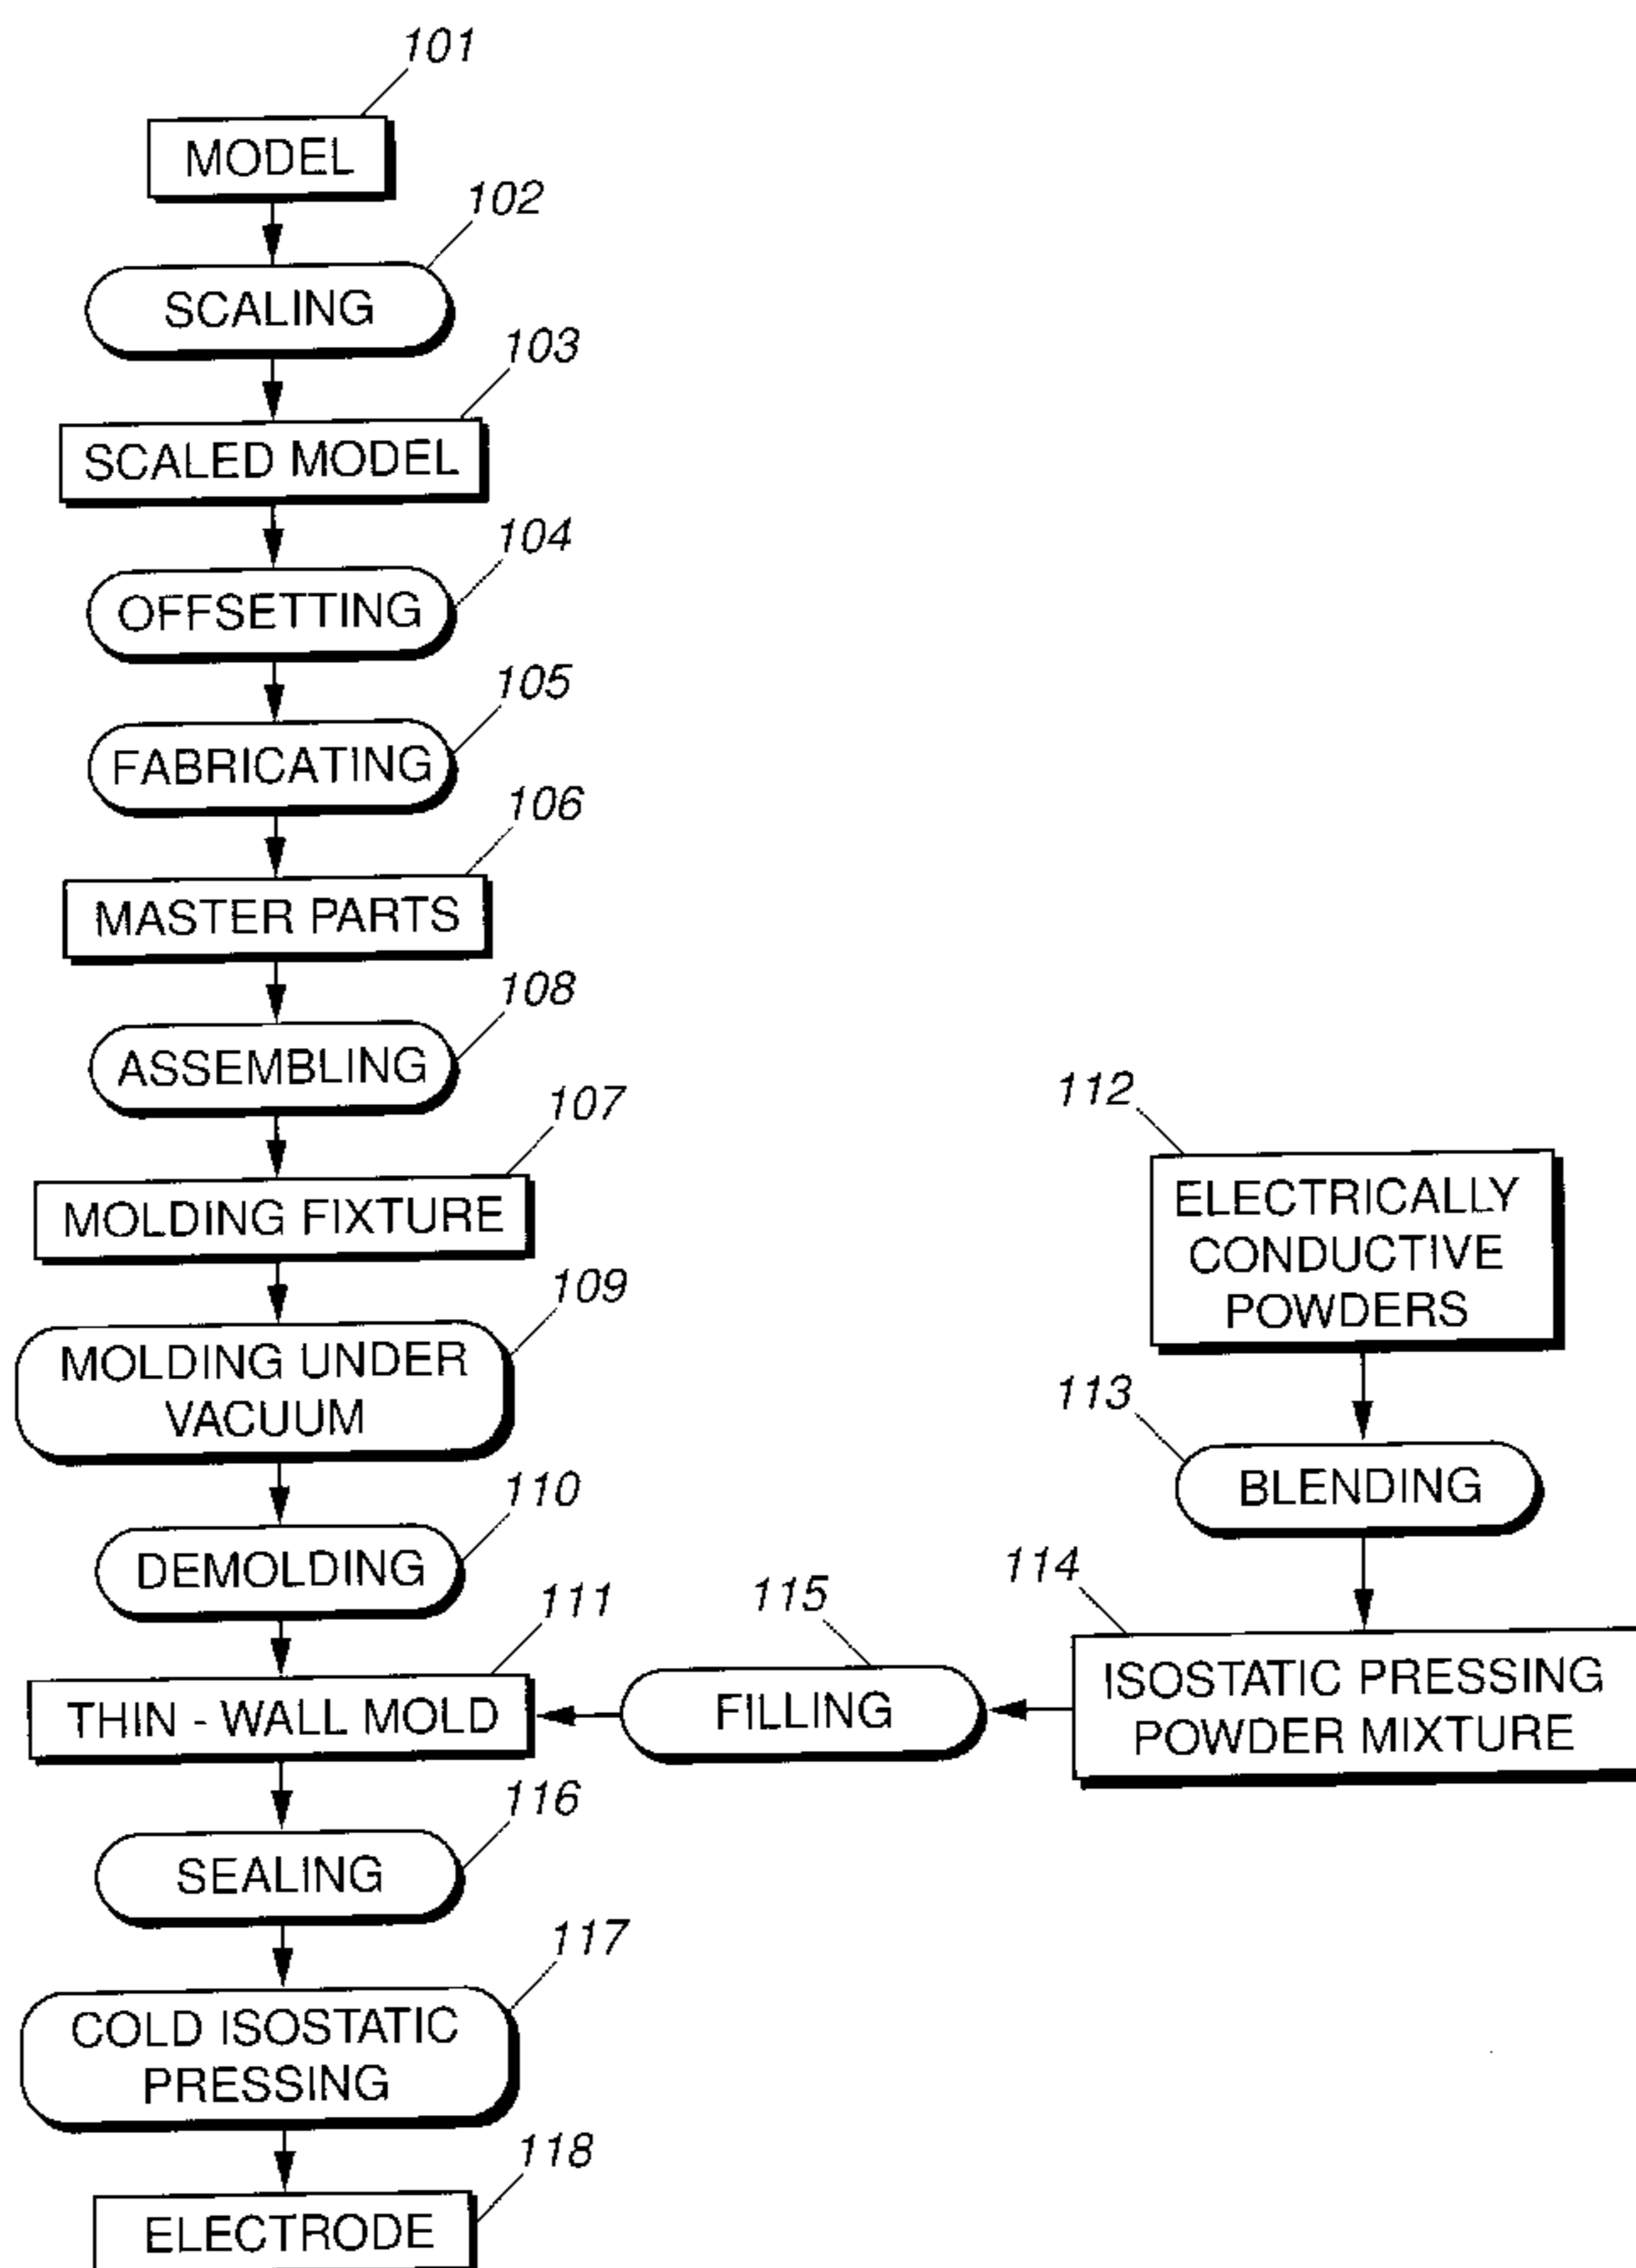 101
MODEL
102
SCALING
103
SCALED MODEL
104
OFFSETTING
105
FABRICATING
106
MASTER PARTS
108
ASSEMBLING
107
MOLDING FIXTURE
109
MOLDING UNDER
VACUUM
110
DEMOLDING
111
THIN - WALL MOLD
112
ELECTRICALLY
CONDUCTIVE
POWDERS
113
BLENDING
114
ISOSTATIC PRESSING
POWDER MIXTURE
115
FILLING
116
SEALING
117
COLD ISOSTATIC
PRESSING
118
ELECTRODE